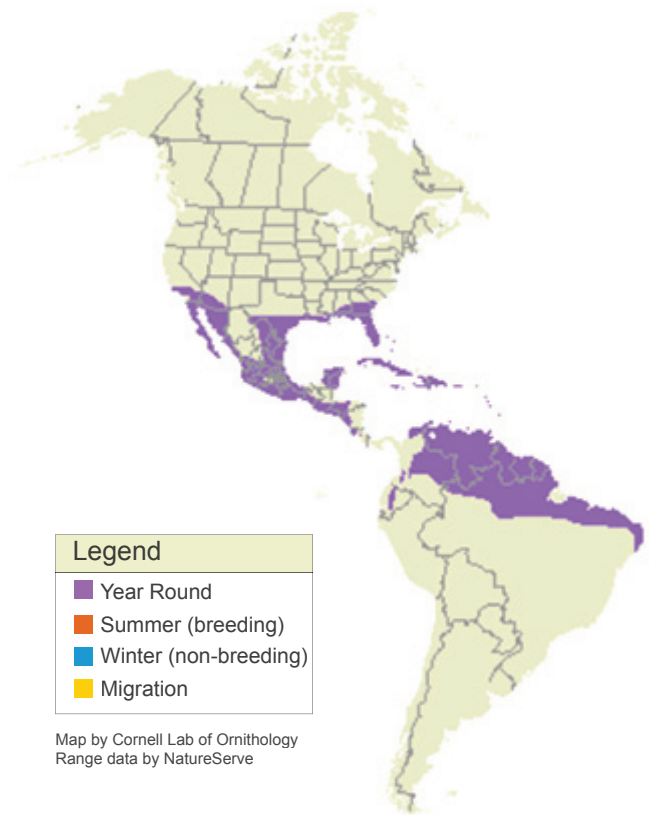 Legend
Year Round
Summer (breeding)
Winter (non-breeding)
Migration
Map by Cornell Lab of Ornithology
Range data by NatureServe